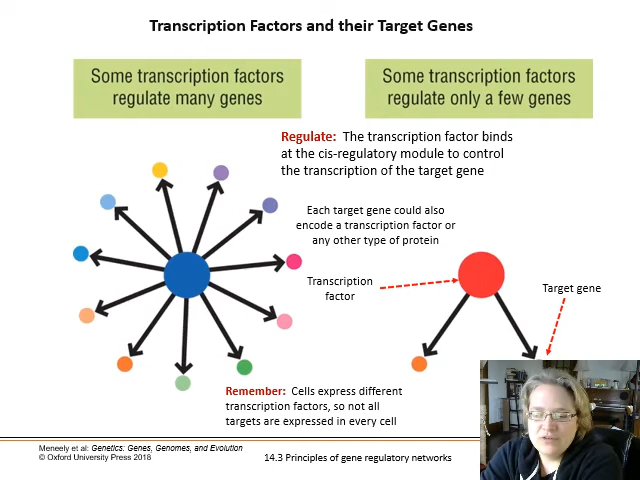 Transcription Factors and their Target Genes
Some transcription factors
regulate many genes
Some transcription factors
regulate only a few genes
Regulate: The transcription factor binds
at the cis-regulatory module to control
the transcription of the target gene
Each target gene could also
encode a transcription factor or
any other type of protein
Transcription
factor
Target gene
Remember: Cells express different
transcription factors, so not all
targets are expressed in every cell
Meneely et al: Genetics: Genes, Genomes, and Evolution
© Oxford University Press 2018
14.3 Principles of gene regulatory networks